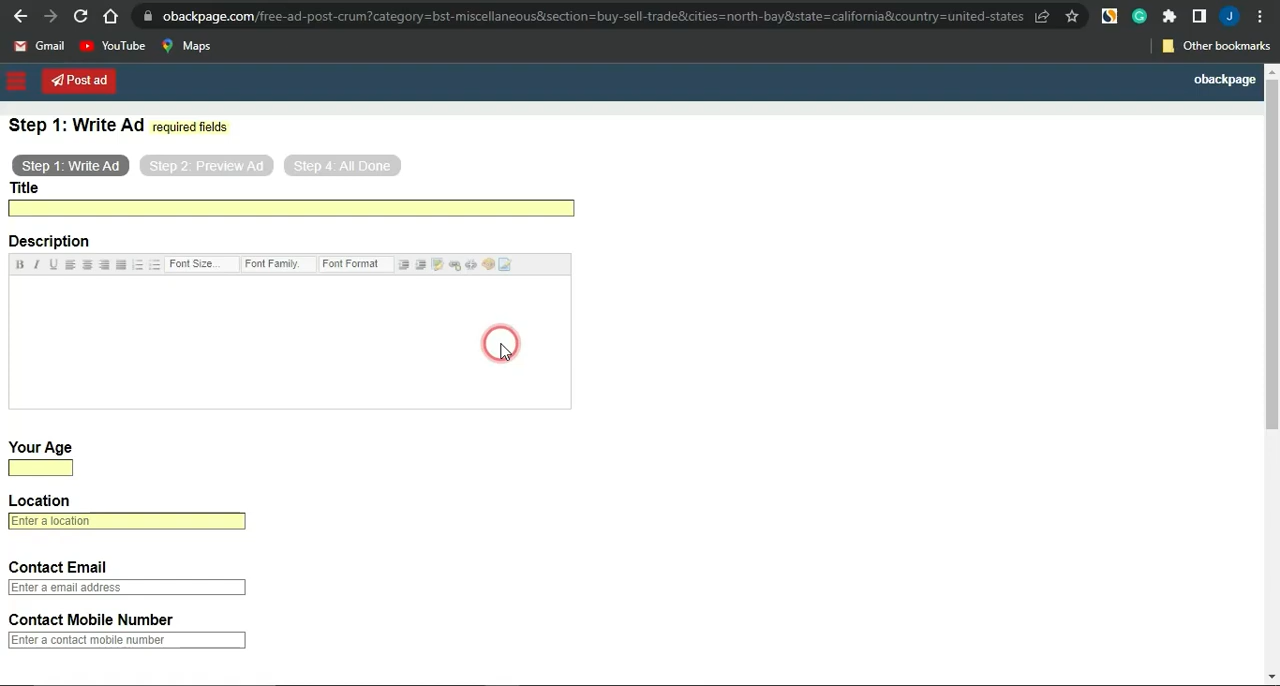 obackpage.com/free-ad-post-crum?category=bst-miscellaneous&section=buy-sell-trade&cities=north-bay&state=california&country=united-states
J
Gmail YouTube Maps Other bookmarks
Post ad obackpage
Step 1: Write Ad required fields
Step 1: Write Ad Step 2: Preview Ad Step 4: All Done
Title
Description
B I U Font Size... Font Family. Font Format
Your Age
Location
Enter a location
Contact Email
Enter a email address
Contact Mobile Number
Enter a contact mobile number